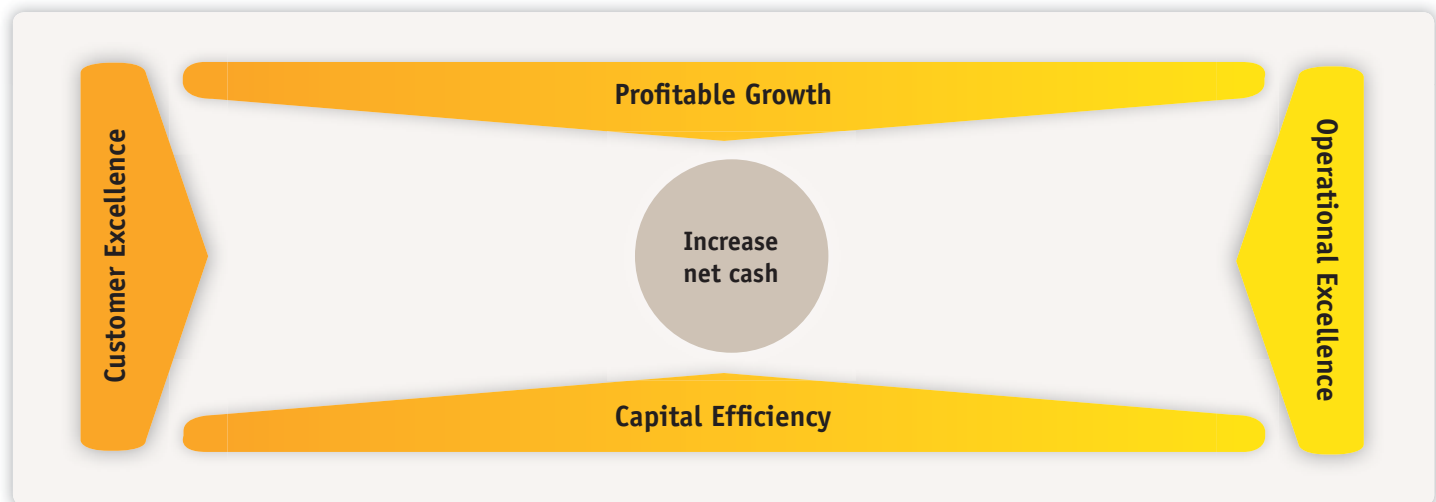 Profitable Growth
Customer Excellence
Increase
net cash
Operational Excellence
Capital Efficiency